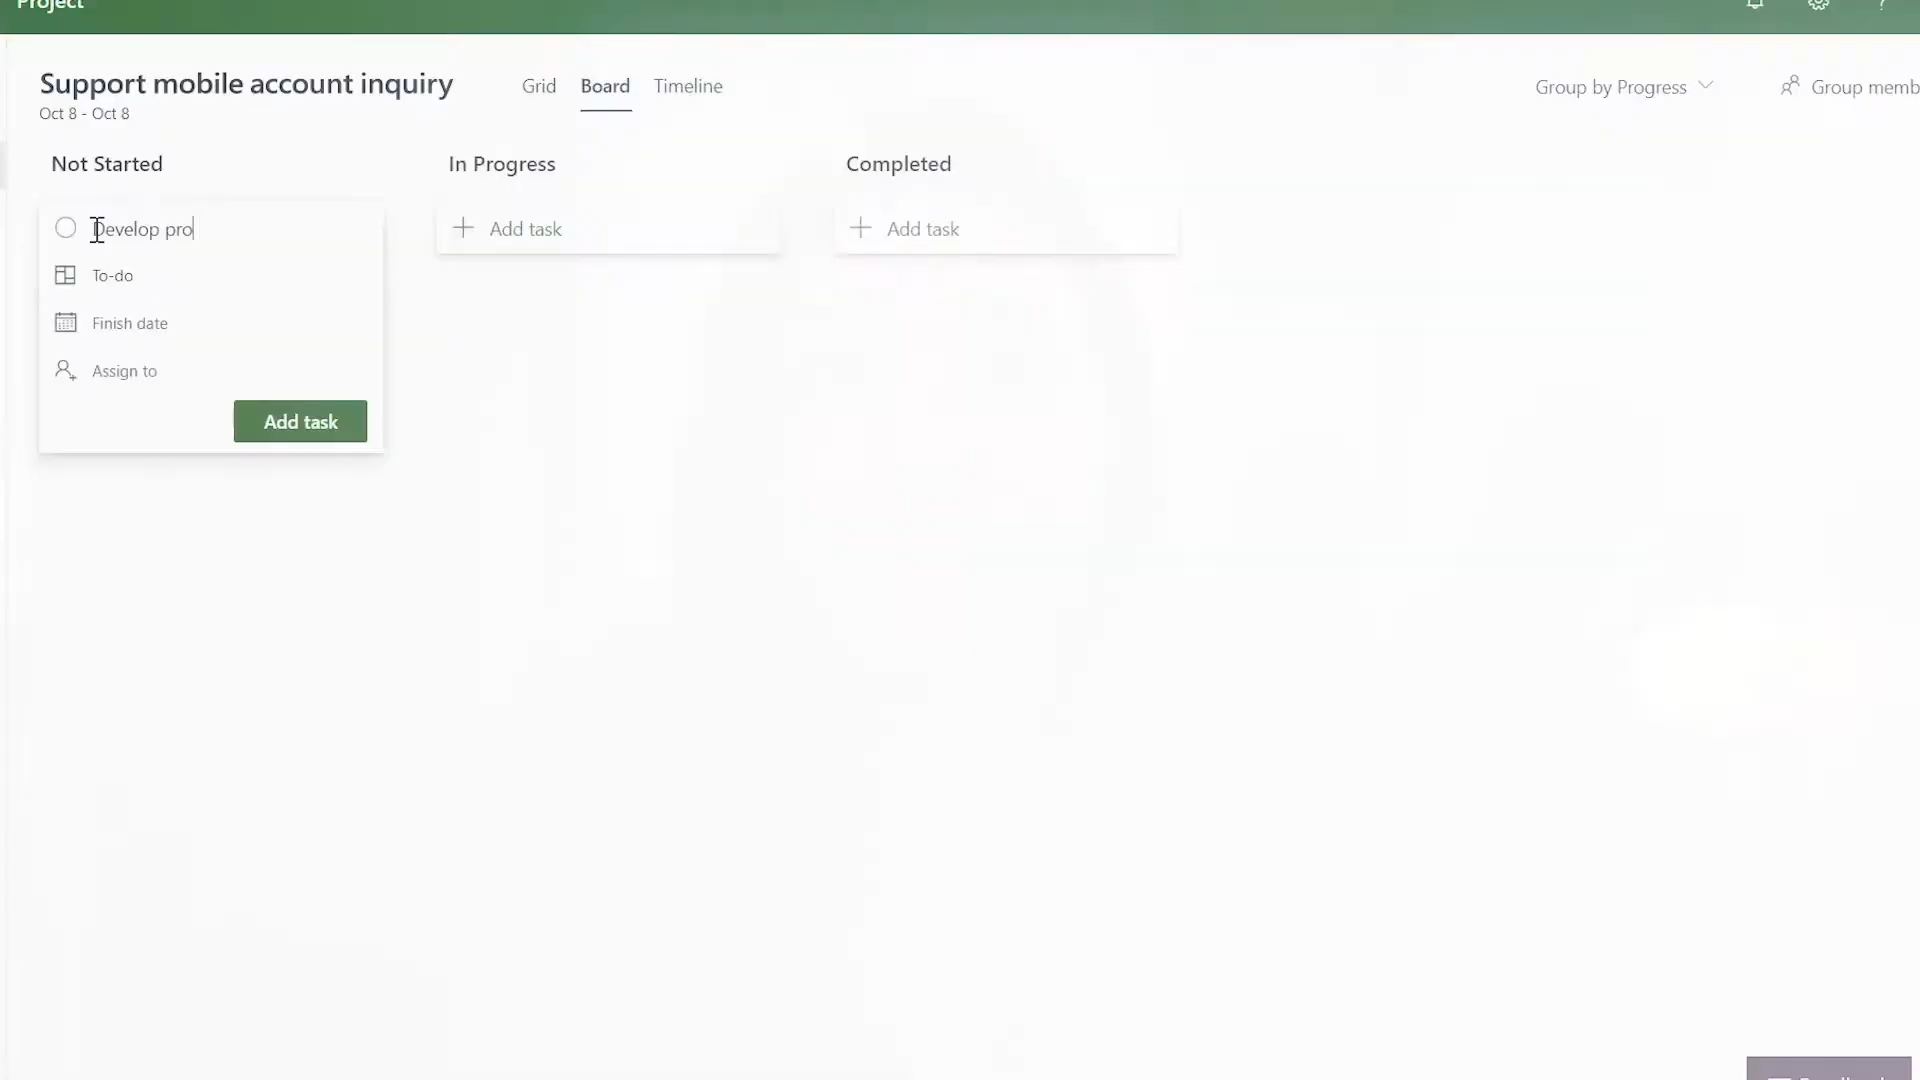 Project
Support mobile account inquiry
Grid
Board
Timeline
Group by Progress
Group memb
Oct 8 - Oct 8
Not Started
In Progress
Completed
Develop pro
Add task
Add task
To-do
Finish date
Assign to
Add task